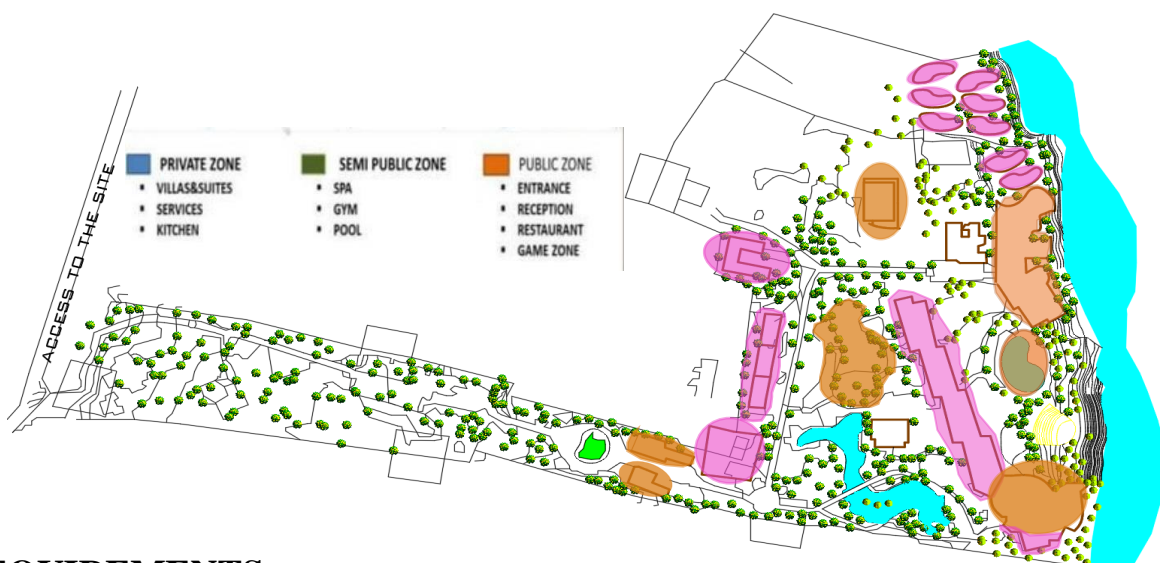 ACCESS TO THE SITE
PRIVATE ZONE
VILLAS&SUITES
SERVICES
KITCHEN
SEMI PUBLIC ZONE
SPA
GYM
POOL
PUBLIC ZONE
ENTRANCE
RECEPTION
RESTAURANT
GAME ZONE